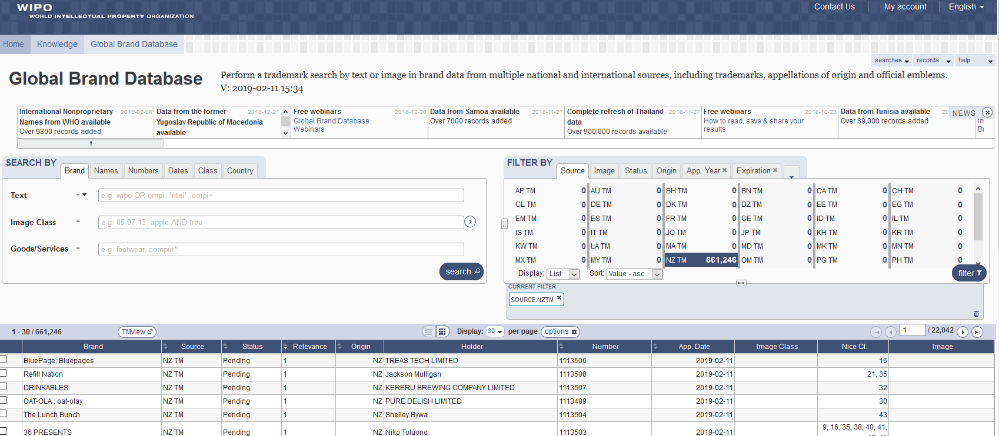 WIPO
WORLD INTELLECTUAL PROPERTY ORGANIZATION
Contact Us
My account
English
Home
Knowledge
Global Brand Database
searches
records
help
Global Brand Database
Perform a trademark search by text or image in brand data from multiple national and international sources, including trademarks, appellations of origin and official emblems.
V: 2019-02-11 15:34
International Nonproprietary 2019-02-08
Names from WHO available
Over 9800 records added
Data from the former 2018-12-21
Yugoslav Republic of Macedonia
available
Free webinars 2018-12-20
Global Brand Database
Webinars
Data from Samoa available 2018-11-27
Over 7000 records added
Complete refresh of Thailand 2018-11-27
data
Over 900,000 records available
Free webinars 2018-10-23
How to read, save & share your
results
Data from Tunisia available 20
Over 89,000 records added
NEWS
SEARCH BY
Brand Names Numbers Dates Class Country
Text = e.g. wipo OR ompi, *ntel*, ompi~
Image Class = e.g. 05.07.13, apple AND tree
Goods/Services = e.g. footwear, comput*
search
FILTER BY
Source Image Status Origin App. Year Expiration
AE TM 0 AU TM 0 BH TM 0 BN TM 0 CA TM 0 CH TM 0
CL TM 0 DE TM 0 DK TM 0 DZ TM 0 EE TM 0 EG TM 0
EM TM 0 ES TM 0 FR TM 0 GE TM 0 ID TM 0 IL TM 0
IS TM 0 IT TM 0 JO TM 0 JP TM 0 KH TM 0 KR TM 0
KW TM 0 LA TM 0 MA TM 0 MD TM 0 MK TM 0 MN TM 0
MX TM 0 MY TM 0 NZ TM 661,246 OM TM 0 PG TM 0 PH TM 0
Display: List Sort: Value - asc
filter
CURRENT FILTER
SOURCE:NZTM
1 - 30 / 661,246
TMview
Display: 30 per page
options
1 / 22,042
Brand Source Status Relevance Origin Holder Number App. Date Image Class Nice Cl. Image
BluePage; Bluepages. NZ TM Pending 1 NZ TREAS TECH LIMITED 1113506 2019-02-11 16
Refill Nation NZ TM Pending 1 NZ Jackson Mulligan 1113508 2019-02-11 21, 35
DRINKABLES NZ TM Pending 1 NZ KERERU BREWING COMPANY LIMITED 1113507 2019-02-11 32
OAT-OLA ; oat-olay NZ TM Pending 1 NZ PURE DELISH LIMITED 1113489 2019-02-11 30
The Lunch Bunch NZ TM Pending 1 NZ Shelley Bywa 1113504 2019-02-11 43
36 PRESENTS NZ TM Pending 1 NZ Niko Toluono 1113503 2019-02-11 9, 16, 35, 38, 40, 41,